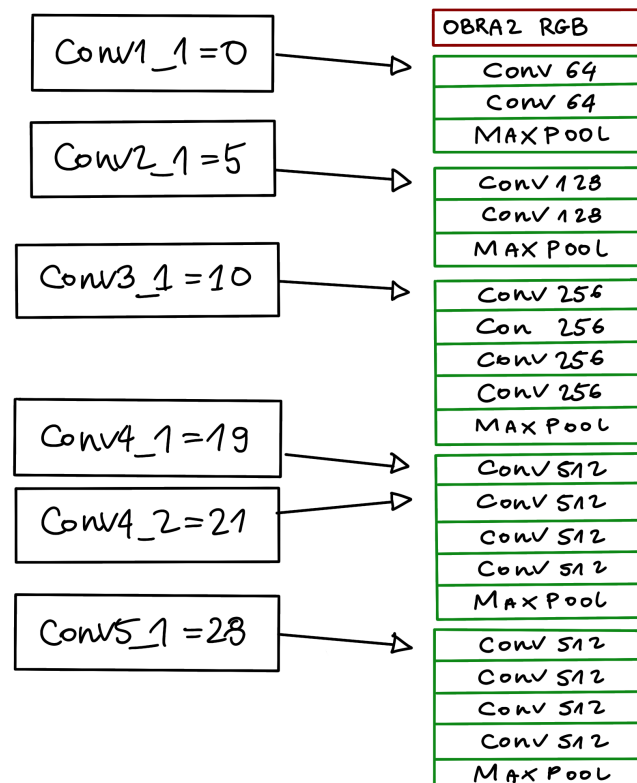 Conv1_1=0
Conv2_1=5
Conv3_1=10
Conv4_1=19
Conv4_2=21
Conv5_1=28
OBRAZ RGB
Conv 64
Conv 64
MAXPOOL
Conv 128
Conv 128
MAXPOOL
Conv 256
Con 256
Conv 256
Conv 256
MAXPOOL
Conv 512
Conv 512
Conv 512
Conv 512
MAXPOOL
Conv 512
Conv 512
Conv 512
Conv 512
MAXPOOL